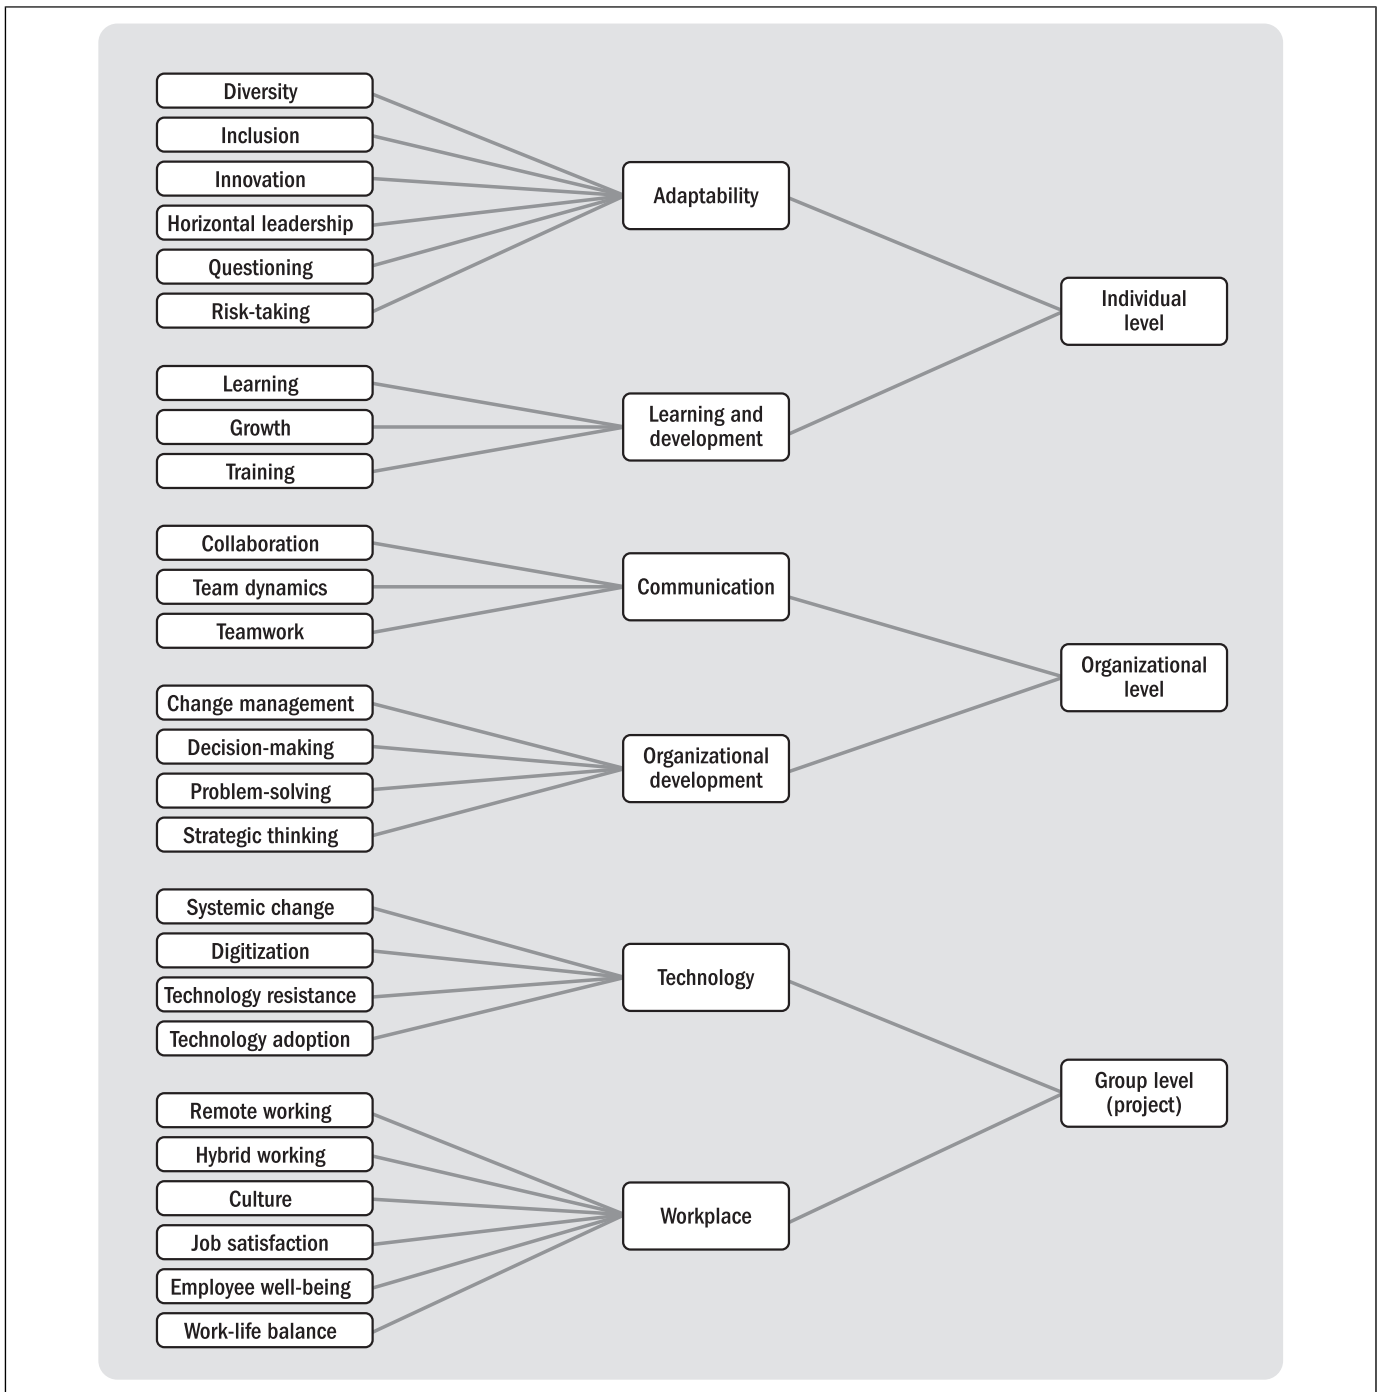 Diversity
Inclusion
Innovation
Horizontal leadership
Questioning
Risk-taking
Adaptability
Learning
Growth
Training
Learning and
development
Individual
level
Collaboration
Team dynamics
Teamwork
Communication
Change management
Decision-making
Problem-solving
Strategic thinking
Organizational
development
Organizational
level
Systemic change
Digitization
Technology resistance
Technology adoption
Technology
Remote working
Hybrid working
Culture
Job satisfaction
Employee well-being
Work-life balance
Workplace
Group level
(project)